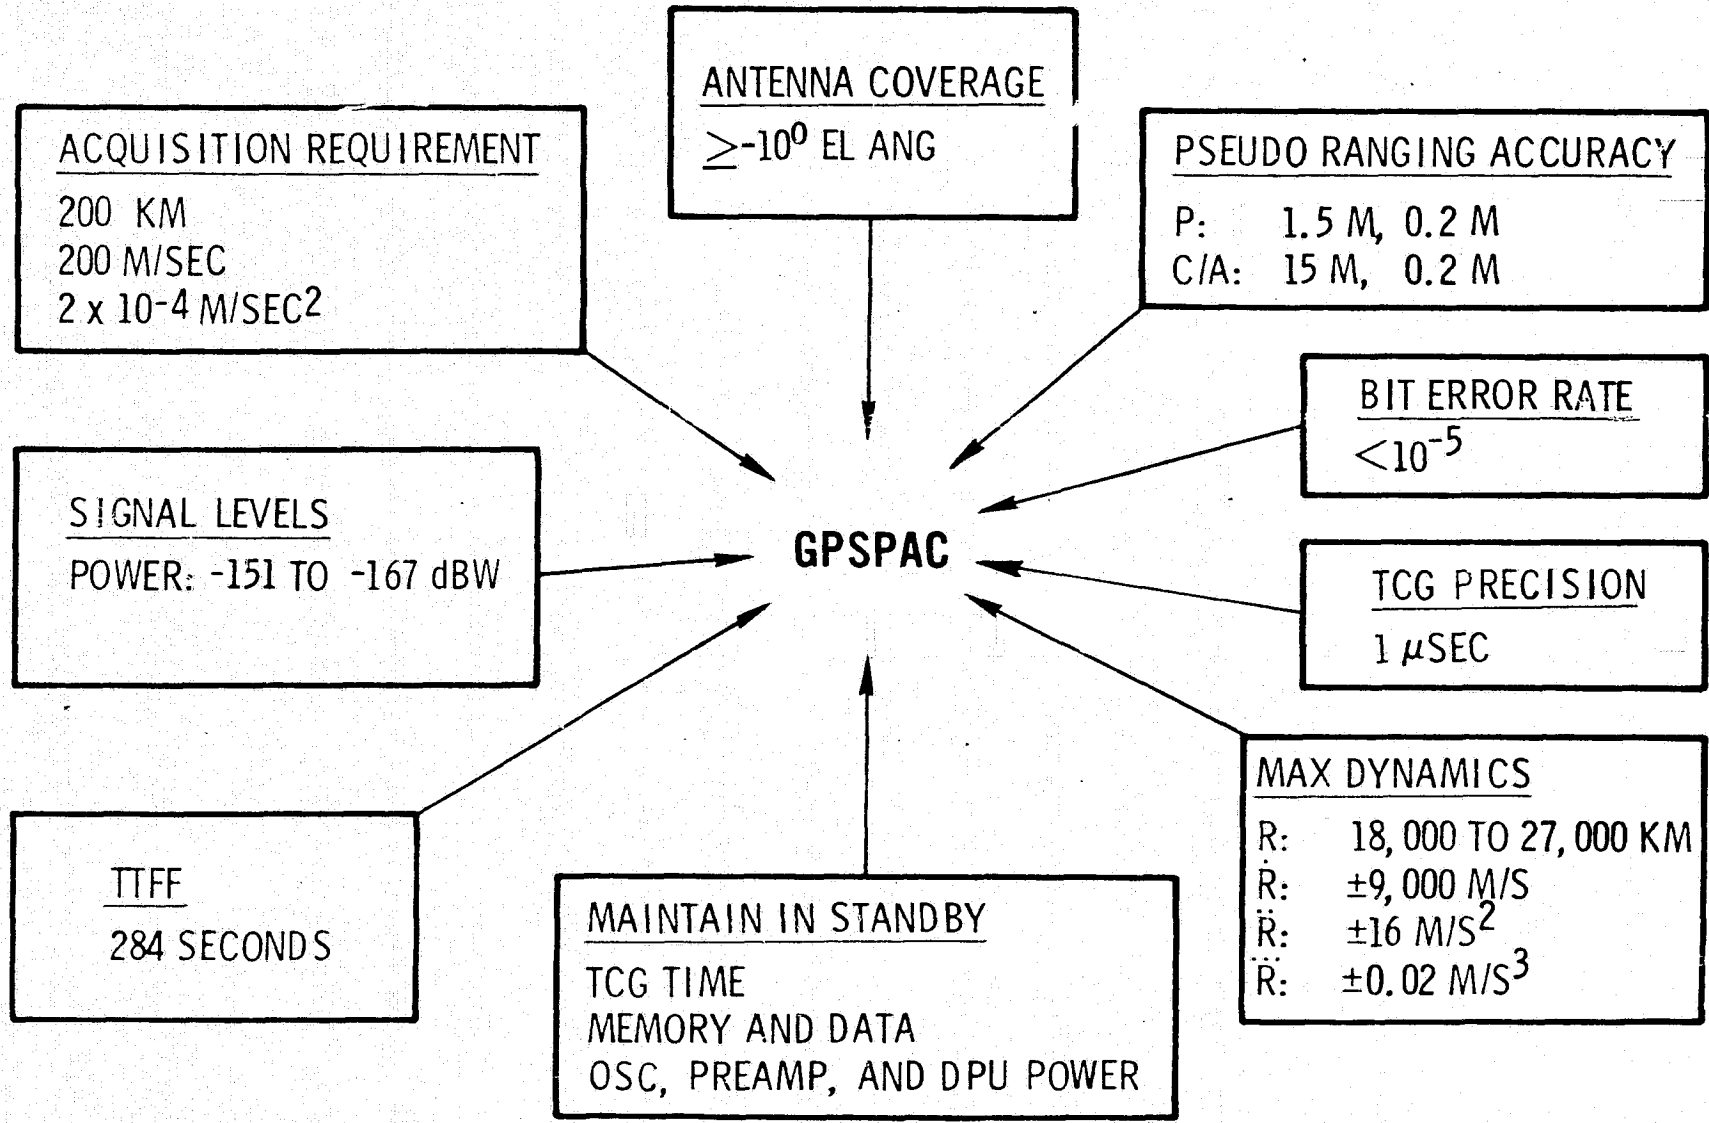 ANTENNA COVERAGE
≥-10⁰ EL ANG
ACQUISITION REQUIREMENT
200 KM
200 M/SEC
2 x 10⁻⁴ M/SEC²
PSEUDO RANGING ACCURACY
P: 1.5 M, 0.2 M
C/A: 15 M, 0.2 M
BIT ERROR RATE
<10⁻⁵
SIGNAL LEVELS
POWER: -151 TO -167 dBW
GPSPAC
TCG PRECISION
1 µSEC
MAX DYNAMICS
R: 18,000 TO 27,000 KM
Ṙ: ±9,000 M/S
R̈: ±16 M/S²
R⃛: ±0.02 M/S³
TTFF
284 SECONDS
MAINTAIN IN STANDBY
TCG TIME
MEMORY AND DATA
OSC, PREAMP, AND DPU POWER